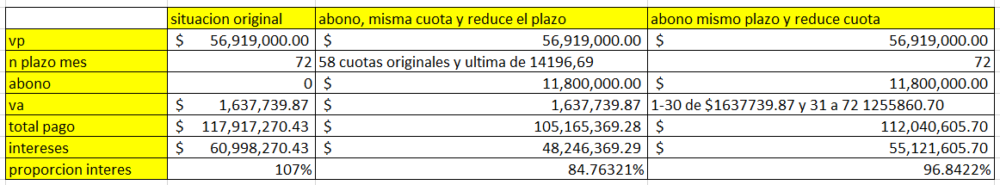 situacion original abono, misma cuota y reduce el plazo abono mismo plazo y reduce cuota
vp $ 56,919,000.00 $ 56,919,000.00 $ 56,919,000.00
n plazo mes 72 58 cuotas originales y ultima de 14196,69 72
abono 0 $ 11,800,000.00 $ 11,800,000.00
va $ 1,637,739.87 $ 1,637,739.87 1-30 de $1637739.87 y 31 a 72 1255860.70
total pago $ 117,917,270.43 $ 105,165,369.28 $ 112,040,605.70
intereses $ 60,998,270.43 $ 48,246,369.29 $ 55,121,605.70
proporcion interes 107% 84.76321% 96.8422%